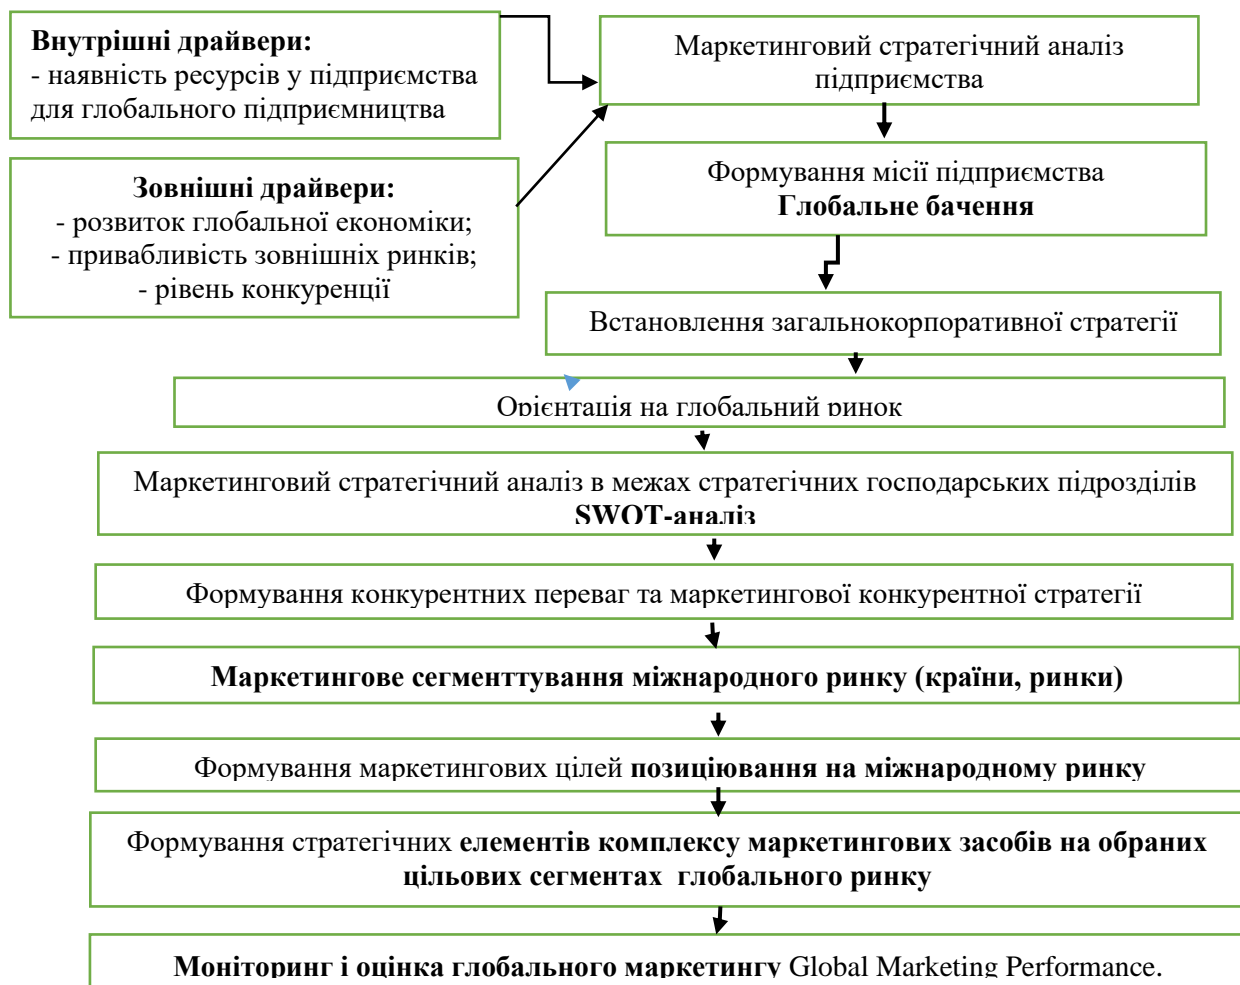 Внутрішні драйвери:
- наявність ресурсів у підприємства
для глобального підприємництва
Маркетинговий стратегічний аналіз
підприємства
Зовнішні драйвери:
- розвиток глобальної економіки;
- привабливість зовнішніх ринків;
- рівень конкуренції
Формування місії підприємства
Глобальне бачення
Встановлення загальнокорпоративної стратегії
Орієнтація на глобальний ринок
Маркетинговий стратегічний аналіз в межах стратегічних господарських підрозділів
SWOT-аналіз
Формування конкурентних переваг та маркетингової конкурентної стратегії
Маркетингове сегменттування міжнародного ринку (країни, ринки)
Формування маркетингових цілей позиціювання на міжнародному ринку
Формування стратегічних елементів комплексу маркетингових засобів на обраних
цільових сегментах глобального ринку
Моніторинг і оцінка глобального маркетингу Global Marketing Performance.